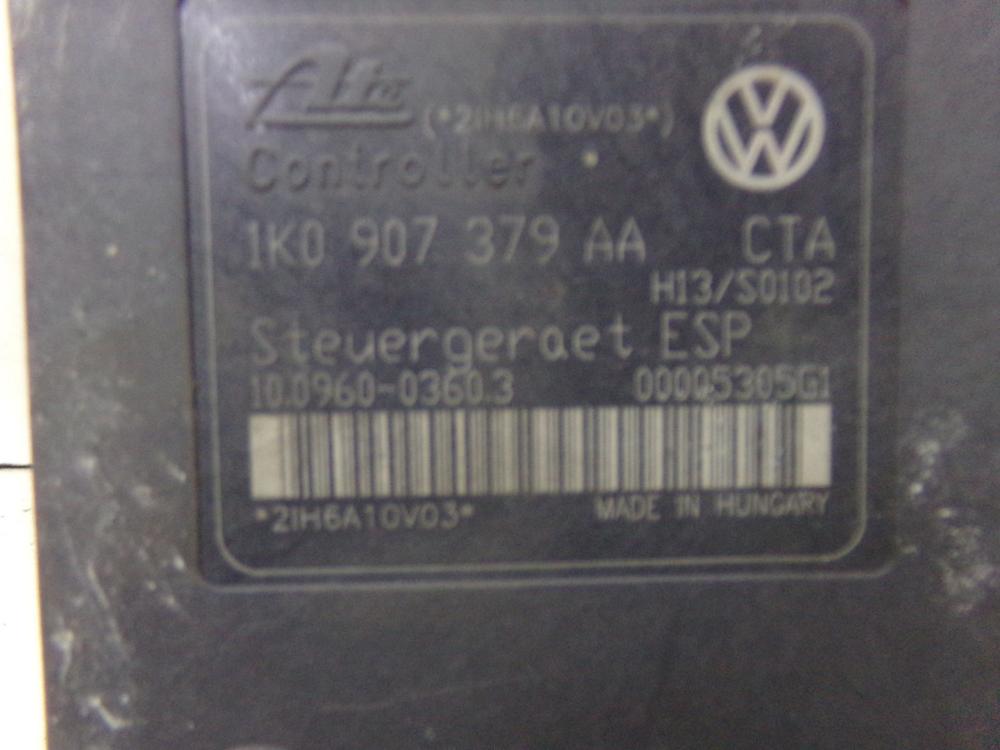 Ate (*2IH6A10V03*)
Controller
1K0 907 379 AA CTA
H13/S0102
Steuergeraet ESP
10.0960-0360.3 00005305G1
*2IH6A10V03* MADE IN HUNGARY